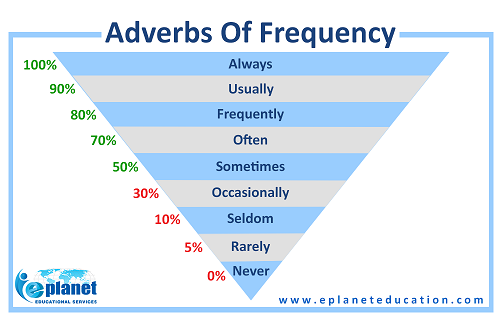 Adverbs Of Frequency
100% Always
90% Usually
80% Frequently
70% Often
50% Sometimes
30% Occasionally
10% Seldom
5% Rarely
0% Never
eplanet
EDUCATIONAL SERVICES
www.eplaneteducation.com